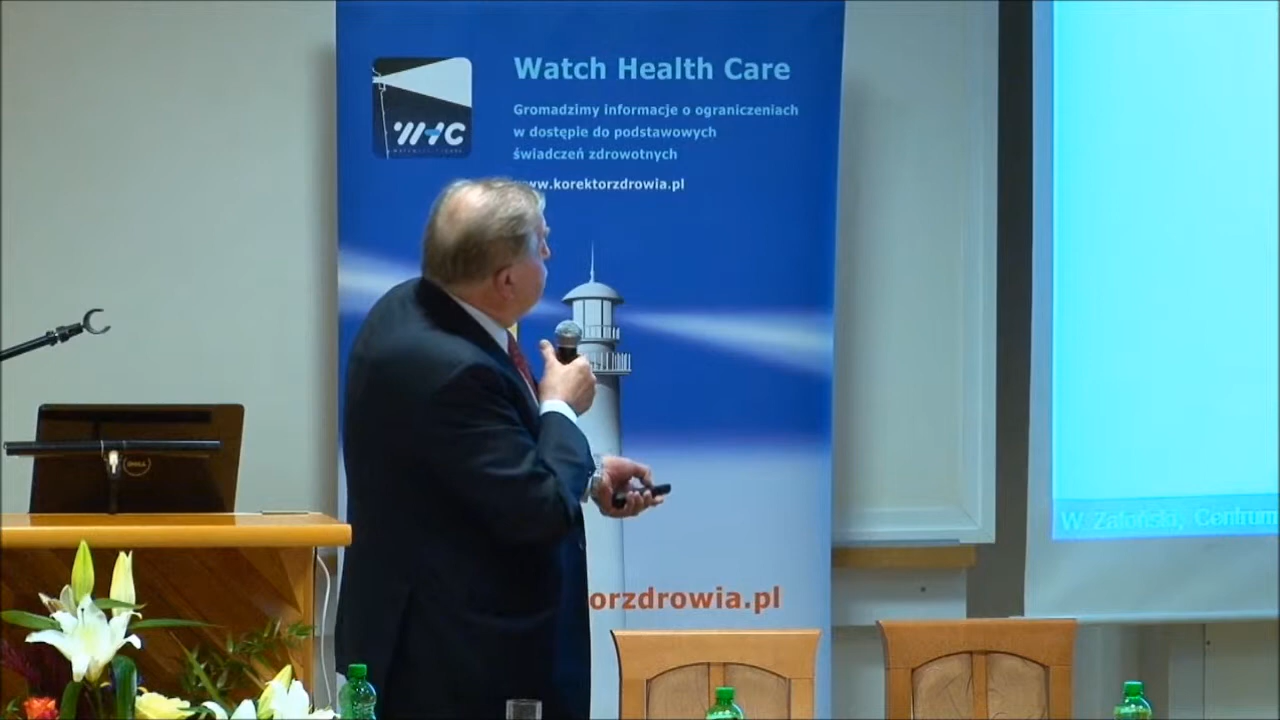 Watch Health Care
Gromadzimy informacje o ograniczeniach
w dostępie do podstawowych
świadczeń zdrowotnych
www.korektorzdrowia.pl
WHC
DELL
orzdrowia.pl
W. Zatoński, Centrum